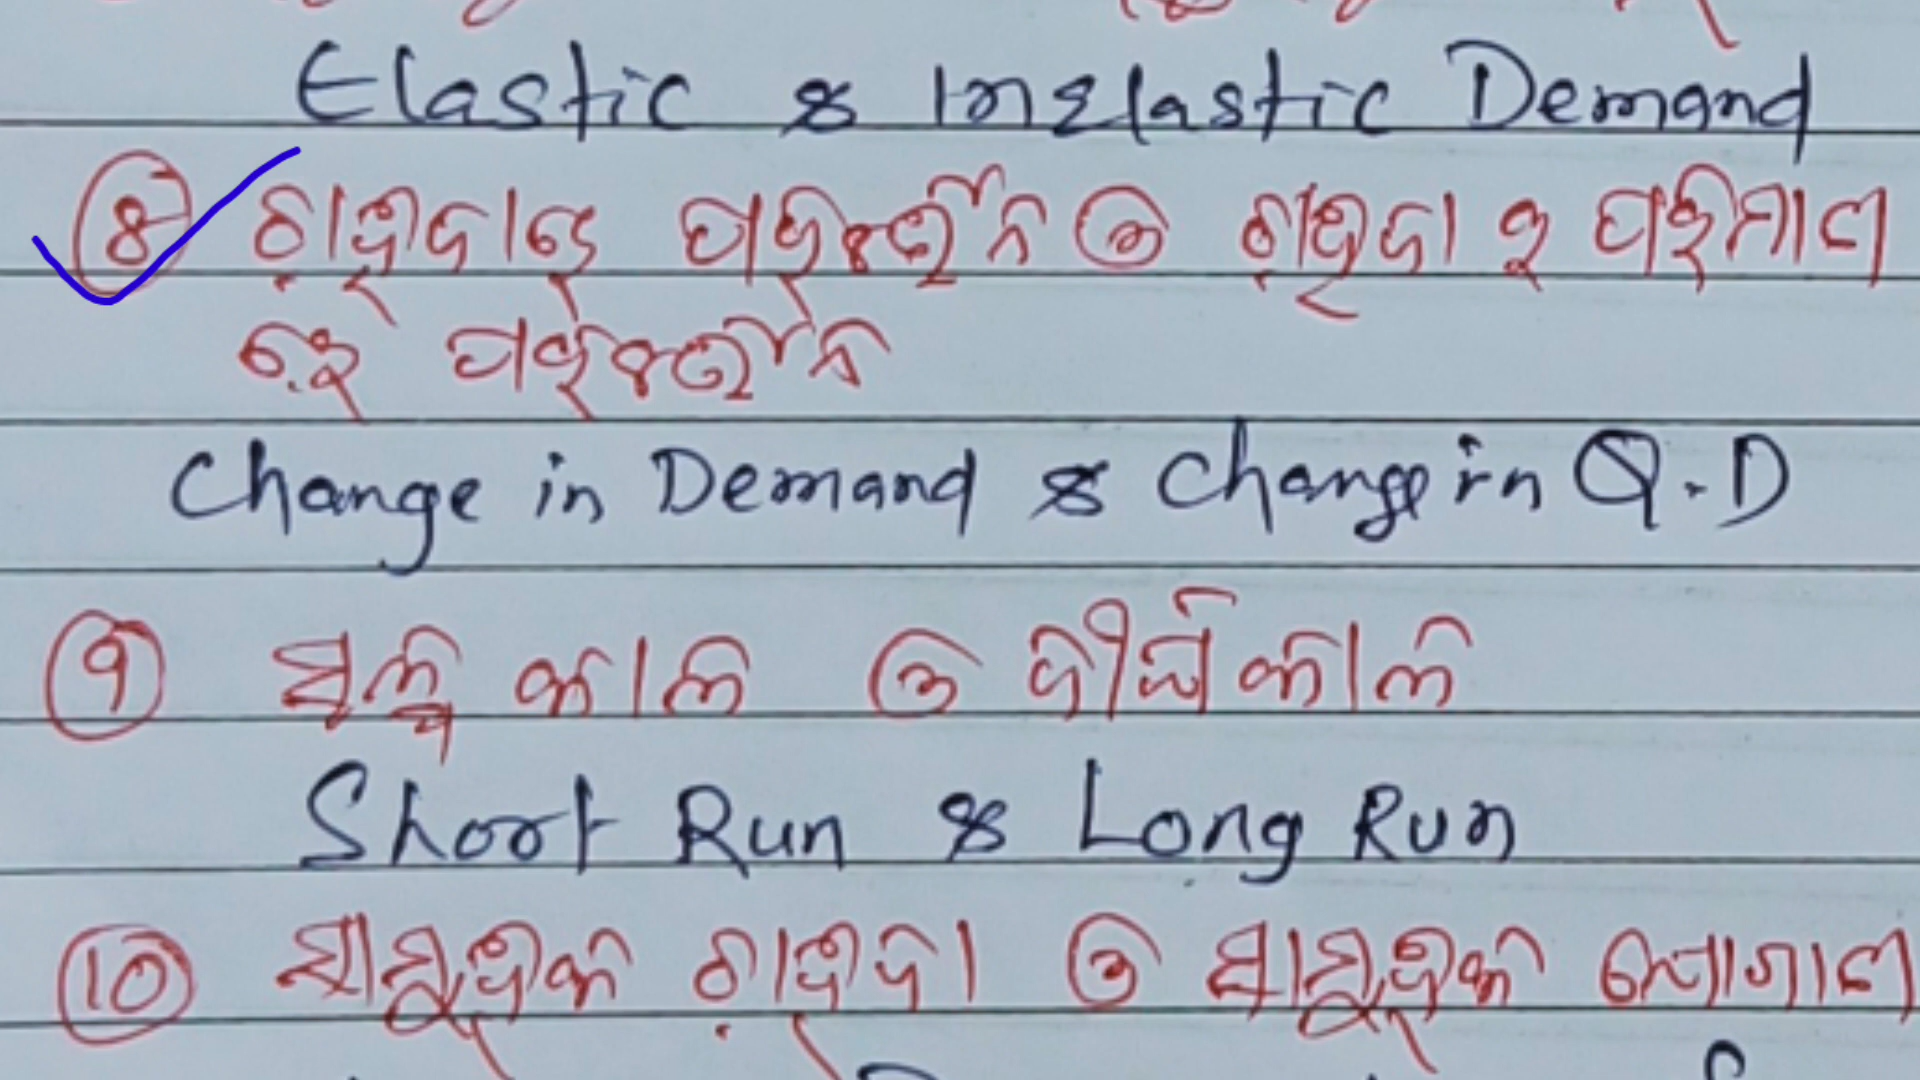 Elastic & Inelastic Demand
8 ଚାହିଦାରେ ପରିବର୍ତ୍ତନ ଓ ଚାହିଦା ର ପରିମାଣ
ରେ ପରିବର୍ତ୍ତନ
Change in Demand & Change in Q.D
9 ସ୍ୱଳ୍ପ କାଳ ଓ ଦୀର୍ଘକାଳ
Short Run & Long Run
10 ସାମୁହିକ ଚାହିଦା ଓ ସାମୁହିକ ଯୋଗାଣ